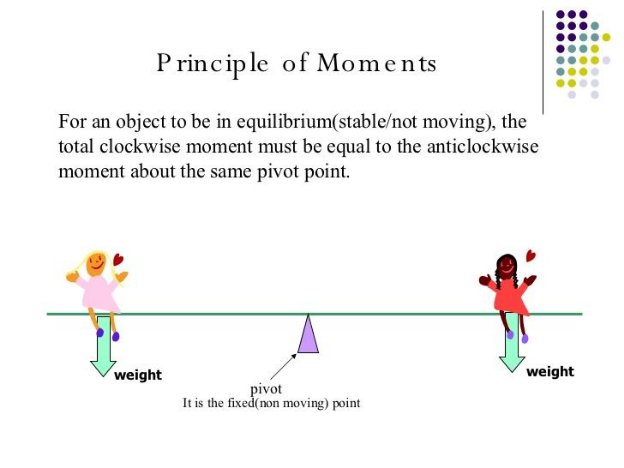 Principle of Moments
For an object to be in equilibrium(stable/not moving), the
total clockwise moment must be equal to the anticlockwise
moment about the same pivot point.
weight
weight
pivot
It is the fixed(non moving) point